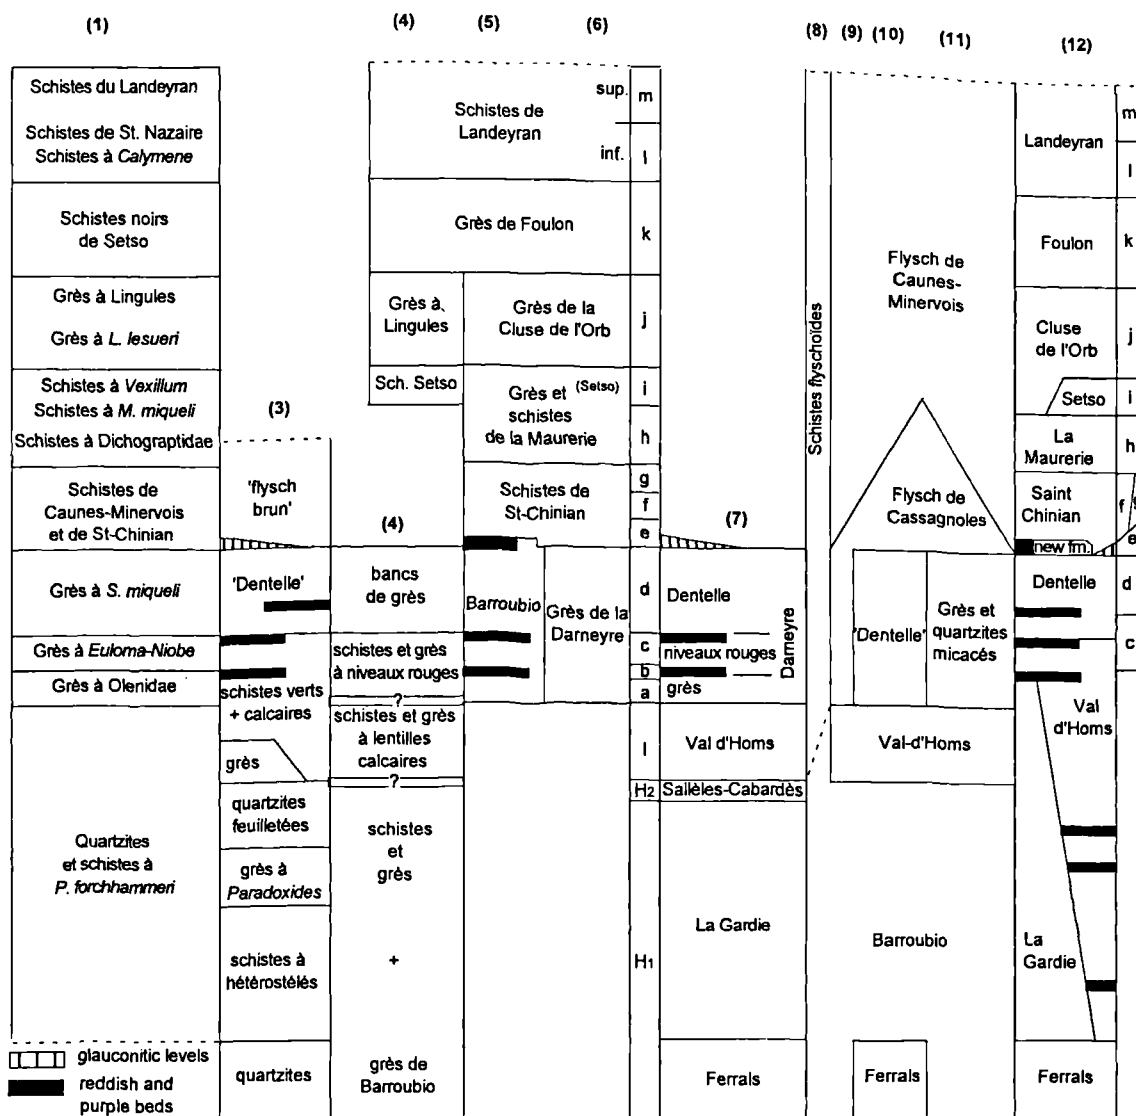 (1)
(4)
(5)
(6)
(8)
(9)
(10)
(11)
(12)
Schistes du Landeyran
Schistes de St. Nazaire
Schistes à Calymene
Schistes noirs
de Setso
Grès à Lingules
Grès à L. lesueri
Schistes à Vexillum
Schistes à M. miqueli
Schistes à Dichograptidae
Schistes de
Caunes-Minervois
et de St-Chinian
Grès à S. miqueli
Grès à Euloma-Niobe
Grès à Olenidae
Quartzites
et schistes à
P. forchhammeri
glauconitic levels
reddish and
purple beds
(3)
'flysch
brun'
'Dentelle'
schistes verts
+ calcaires
grès
quartzites
feuilletées
grès à
Paradoxides
schistes à
hétérostélés
quartzites
Schistes de
Landeyran
sup.
inf.
Grès de Foulon
Grès à,
Lingules
Sch. Setso
Grès de la
Cluse de l'Orb
Grès et
(Setso)
schistes
de la Maurerie
Schistes de
St-Chinian
(4)
bancs
de grès
schistes et grès
à niveaux rouges
?
schistes et grès
à lentilles
calcaires
?
schistes
et
grès
+
grès de
Barroubio
Barroubio
Grès de la
Darneyre
m
l
k
j
i
h
g
f
e
d
c
b
a
I
H2
H1
(7)
Dentelle
niveaux rouges
grès
Darneyre
Val d'Homs
Sallèles-Cabardès
La Gardie
Ferrals
Schistes flyschoïdes
Flysch de
Caunes-
Minervois
Flysch de
Cassagnoles
'Dentelle'
Grès et
quartzites
micacés
Val-d'Homs
Barroubio
Ferrals
Landeyran
Foulon
Cluse
de l'Orb
Setso
La
Maurerie
Saint
Chinian
new fm.
Dentelle
Val
d'Homs
La
Gardie
Ferrals
m
l
k
j
i
h
f
g
e
d
c